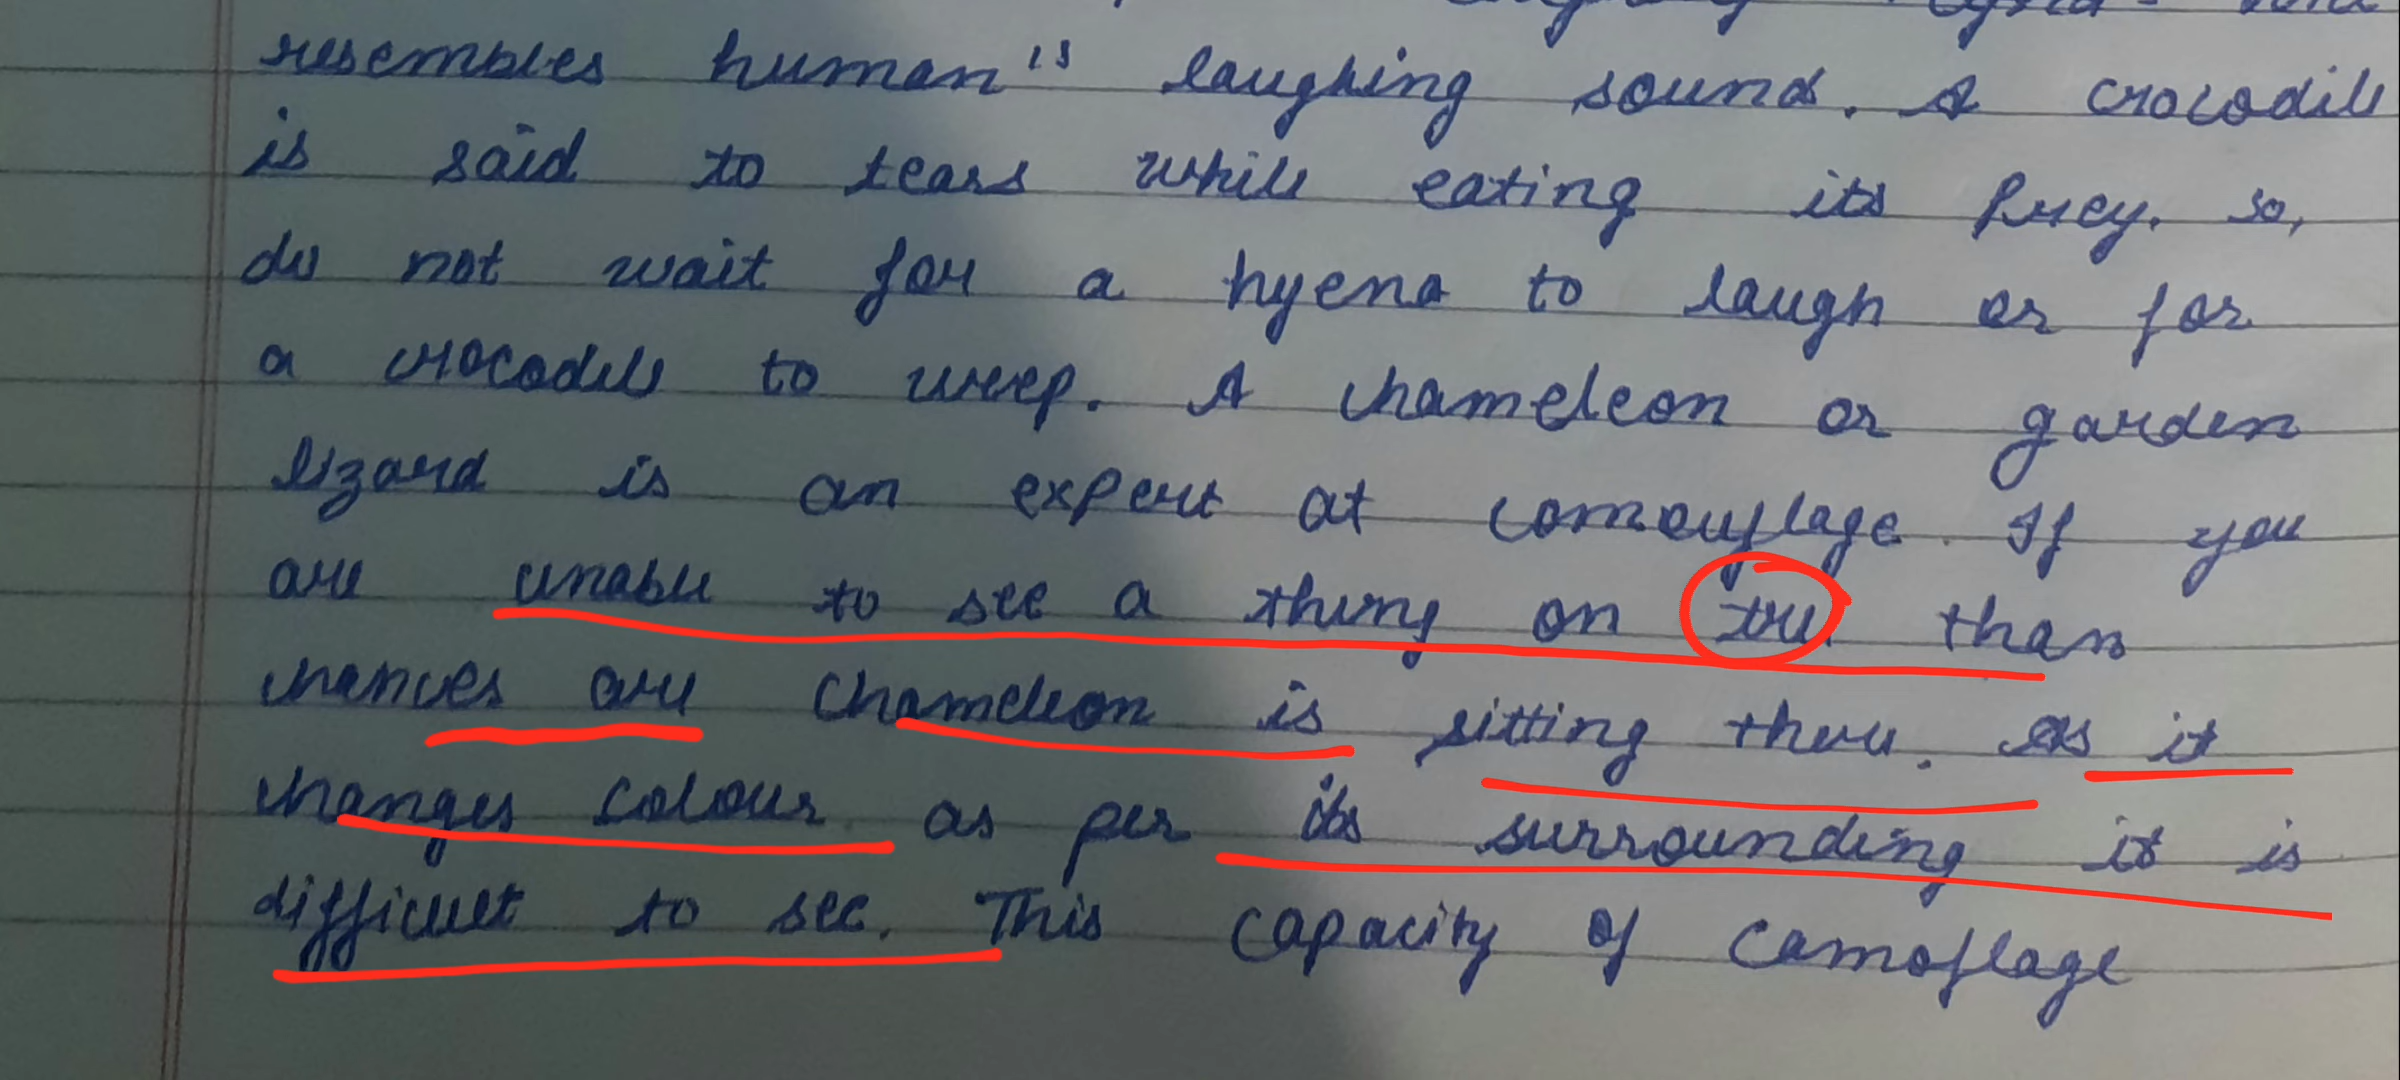 resembles human's laughing sound. A crocodile
is said to tears while eating its prey. so,
do not wait for a hyena to laugh or for
a crocodile to weep. A chameleon or garden
lizard is an expert at comouflage. If you
are unable to see a thing on tree than
chances are chameleon is sitting there. as it
changes colour as per its surrounding it is
difficult to see. This capacity of camoflage